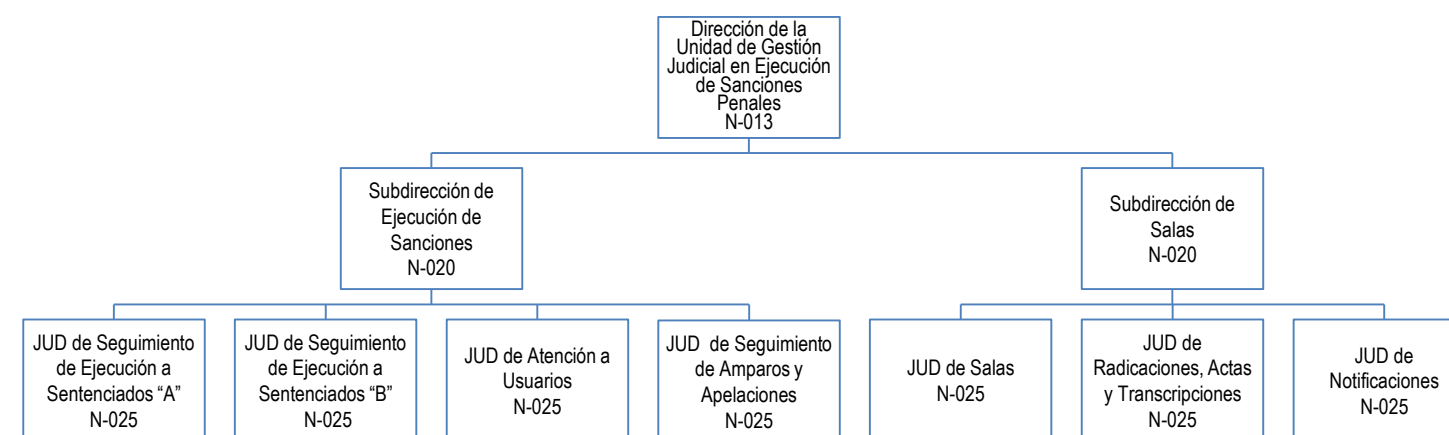 Dirección de la
Unidad de Gestión
Judicial en Ejecución
de Sanciones
Penales
N-013
Subdirección de
Ejecución de
Sanciones
N-020
Subdirección de
Salas
N-020
JUD de Seguimiento
de Ejecución a
Sentenciados “A”
N-025
JUD de Seguimiento
de Ejecución a
Sentenciados “B”
N-025
JUD de Atención a
Usuarios
N-025
JUD de Seguimiento
de Amparos y
Apelaciones
N-025
JUD de Salas
N-025
JUD de
Radicaciones, Actas
y Transcripciones
N-025
JUD de
Notificaciones
N-025